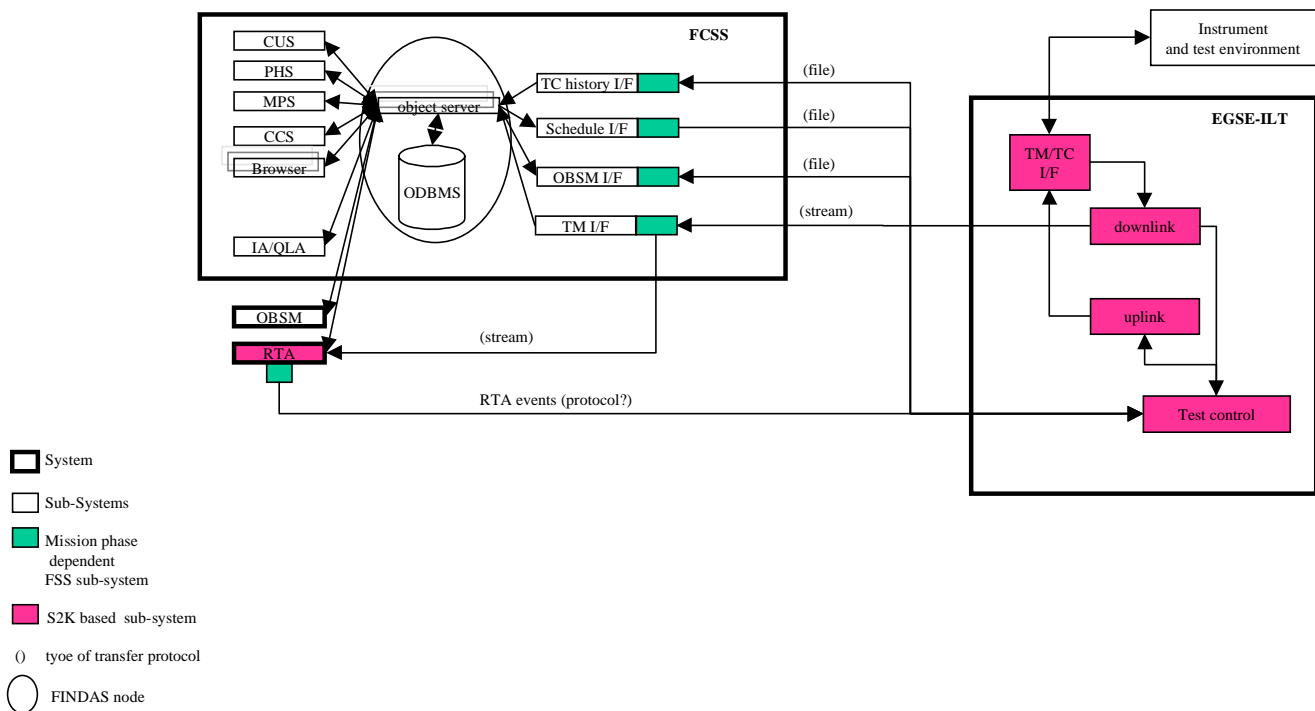 FCSS
CUS
PHS
MPS
CCS
Browser
IA/QLA
object server
ODBMS
TC history I/F
Schedule I/F
OBSM I/F
TM I/F
(file)
(file)
(file)
(stream)
OBSM
RTA
(stream)
RTA events (protocol?)
Instrument
and test environment
EGSE-ILT
TM/TC
I/F
downlink
uplink
Test control
System
Sub-Systems
Mission phase
dependent
FSS sub-system
S2K based sub-system
() tyoe of transfer protocol
FINDAS node